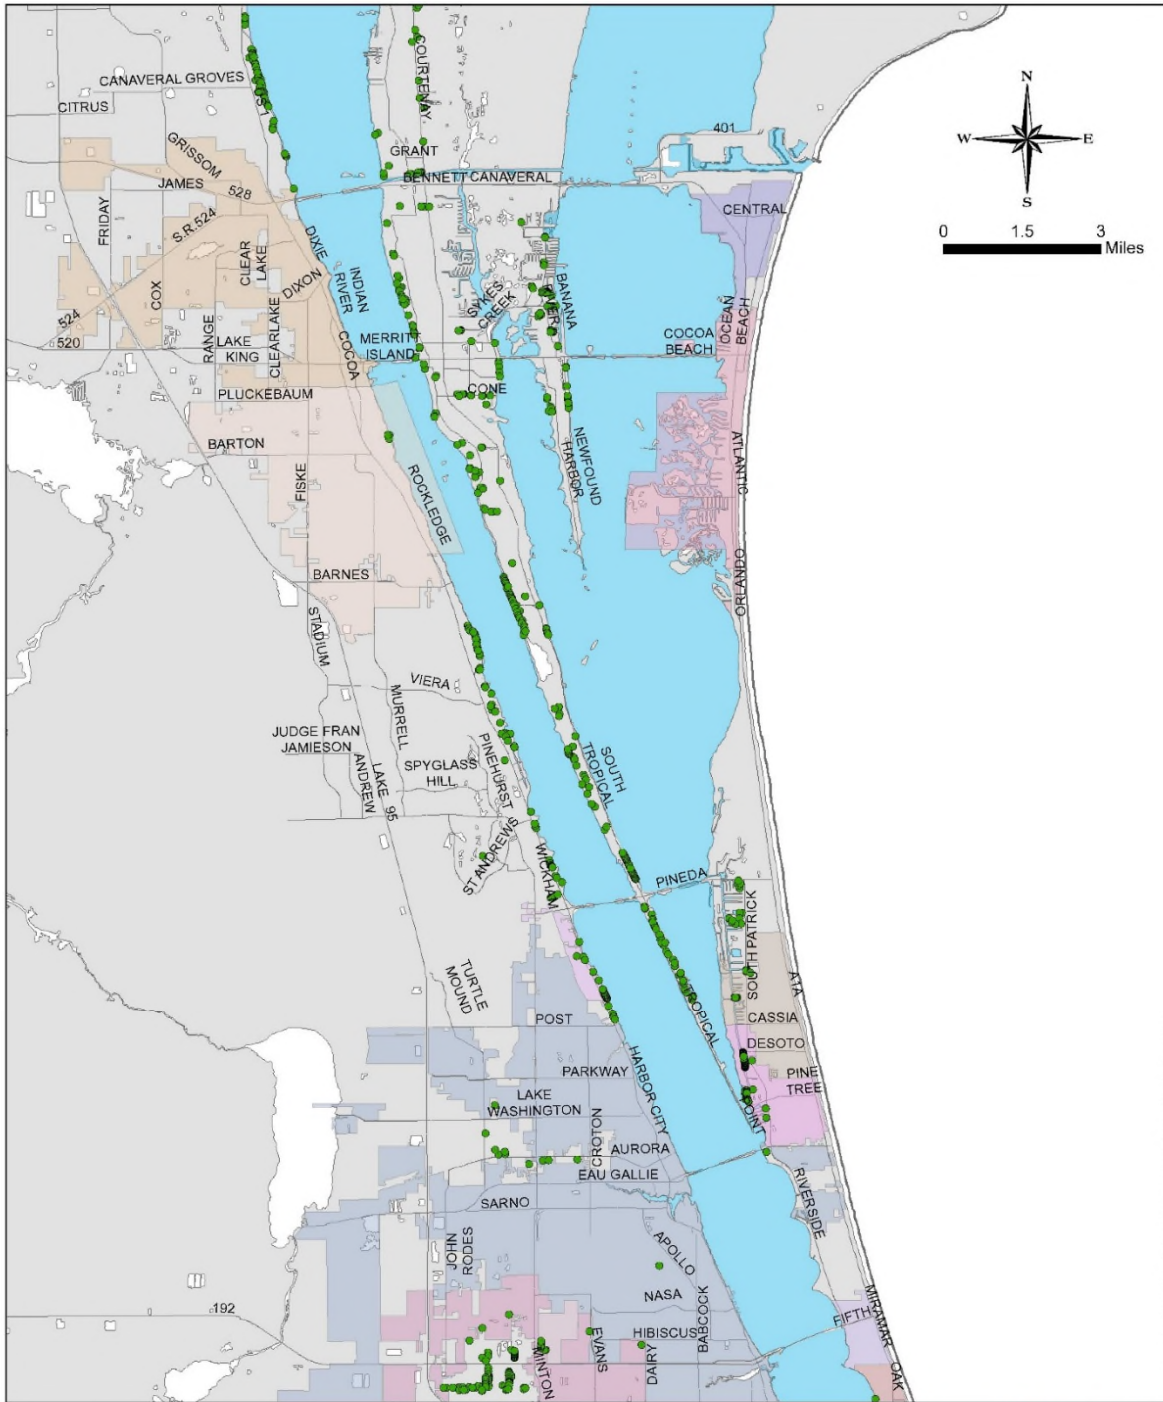 COURTENAY
CANAVERAL GROVES
US 1
CITRUS
401
N
W
E
S
GRISSOM
GRANT
BENNETT CANAVERAL
JAMES
528
CENTRAL
0 1.5 3
Miles
FRIDAY
S.R.524
CLEAR
LAKE
DIXIE
INDIAN
RIVER
DIXON
COX
SYKES
CREEK
BANANA
RIVER
OCEAN
BEACH
524
520
RANGE
LAKE
KING
CLEARLAKE
COCOA
MERRITT
ISLAND
COCOA
BEACH
PLUCKEBAUM
CONE
BARTON
FISKE
ROCKLEDGE
NEWFOUND
HARBOR
ATLANTIC
BARNES
ORLANDO
STADIUM
VIERA
MURRELL
JUDGE FRAN
JAMIESON
LAKE
ANDREW
95
SPYGLASS
HILL
PINEHURST
SOUTH
TROPICAL
ST ANDREWS
WICKHAM
PINEDA
SOUTH PATRICK
TURTLE
MOUND
TROPICAL
A1A
POST
CASSIA
DESOTO
HARBOR CITY
PARKWAY
PINE
TREE
LAKE
WASHINGTON
CROTON
POINT
AURORA
EAU GALLIE
SARNO
RIVERSIDE
JOHN
RODES
APOLLO
NASA
BABCOCK
192
MIRAMAR
FIFTH
HIBISCUS
EVANS
MINTON
DAIRY
OAK